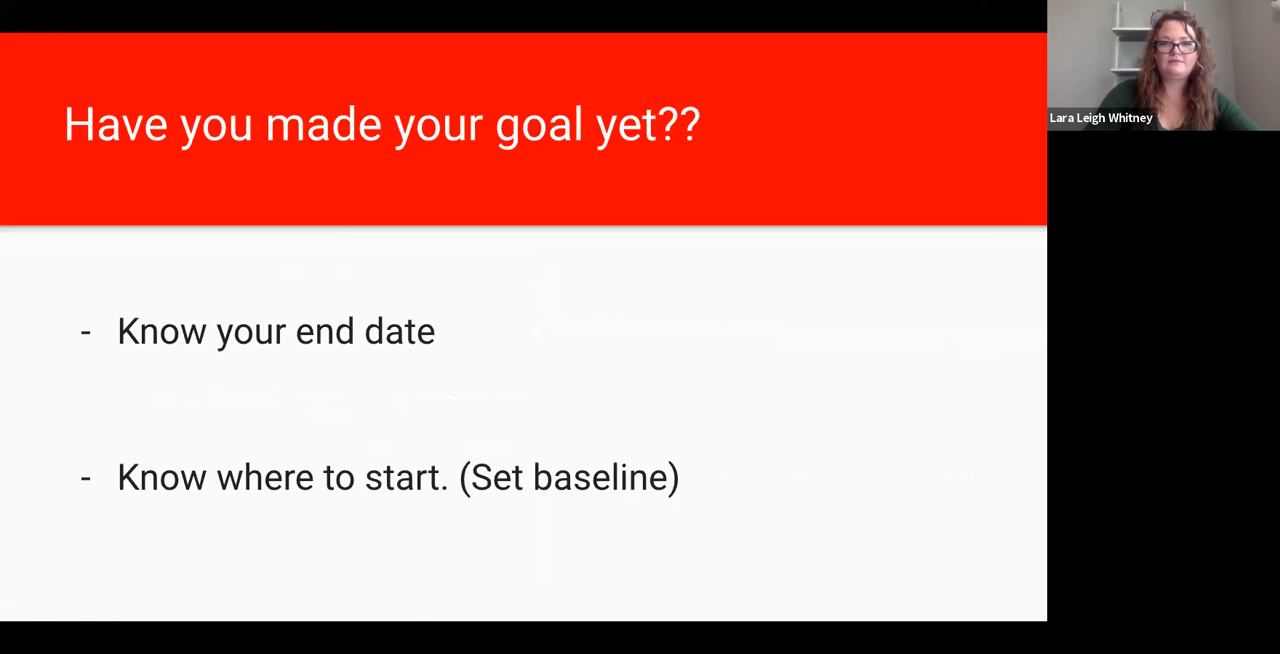 Have you made your goal yet??
Lara Leigh Whitney
- Know your end date
- Know where to start. (Set baseline)